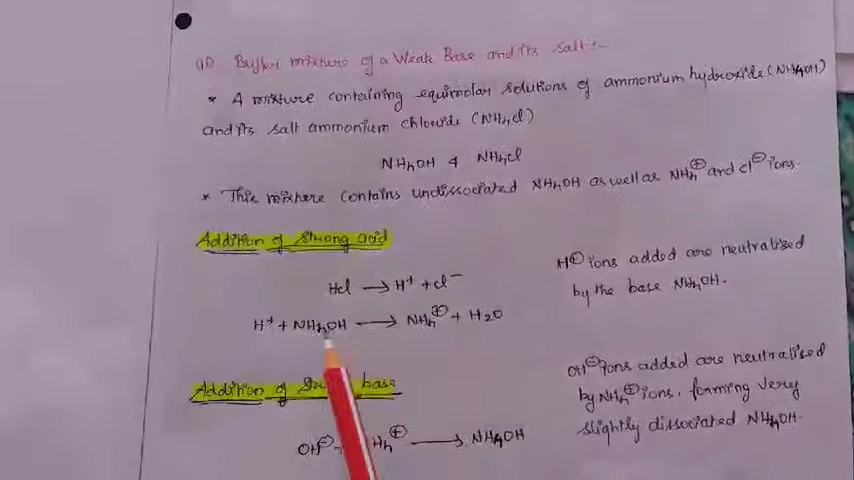 Buffer mixture of a Weak Base and its salt:-
* A mixture containing equimolar solutions of ammonium hydroxide (NH4OH)
and its salt ammonium chloride (NH4cl)
NH4OH & NH4cl
* This mixture contains undissociated NH4OH as well as NH4⊕ and cl⊖ ions.
Addition of strong acid
Hcl → H+ + cl−
H+ + NH4OH → NH4⊕ + H2O
H⊕ ions added are neutralised
by the base NH4OH.
Addition of base
OH⊖ → NH4OH
OH⊖ ions added are neutralised
by NH4⊕ ions, forming very
slightly dissociated NH4OH.